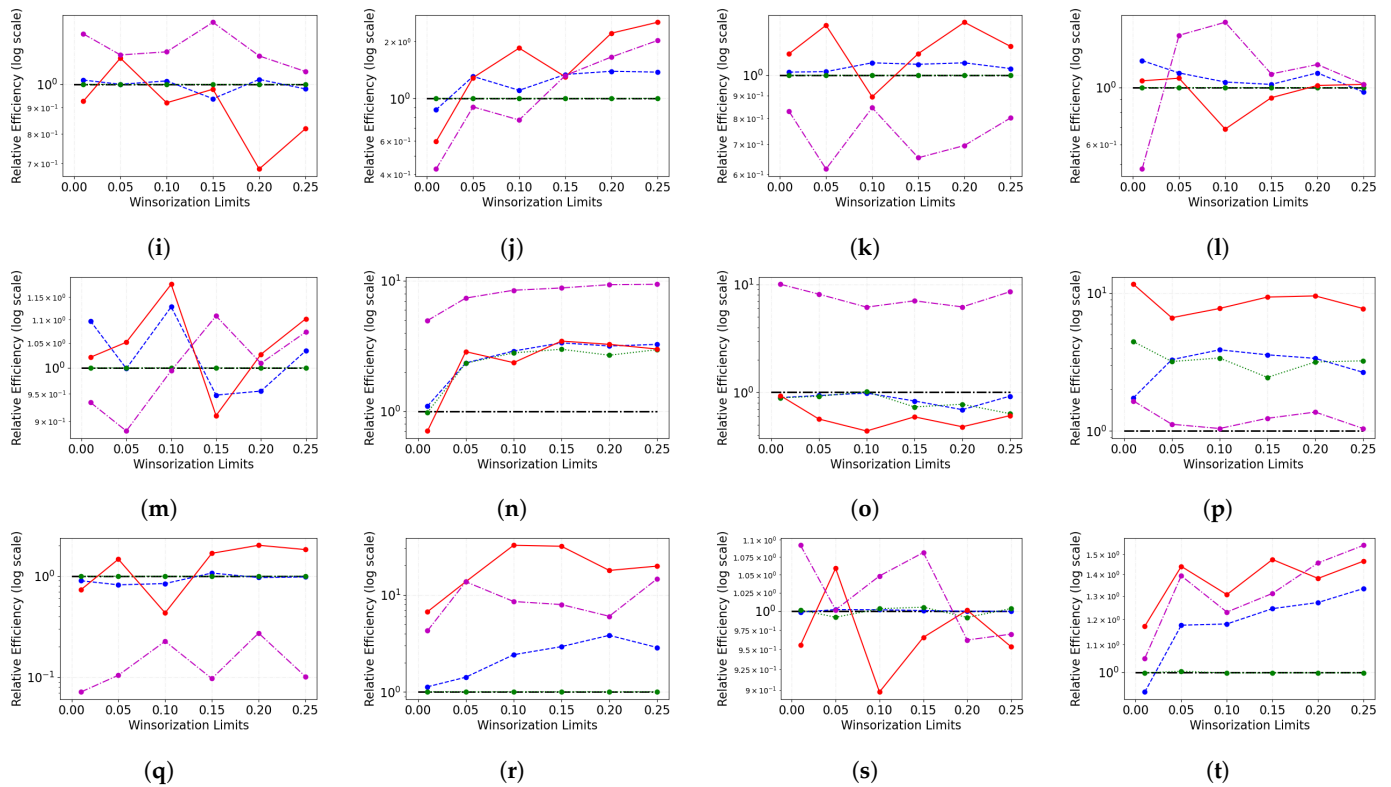 Relative Efficiency (log scale)
10⁰
9 × 10⁻¹
8 × 10⁻¹
7 × 10⁻¹
0.00 0.05 0.10 0.15 0.20 0.25
Winsorization Limits
(i)
Relative Efficiency (log scale)
2 × 10⁰
10⁰
6 × 10⁻¹
4 × 10⁻¹
0.00 0.05 0.10 0.15 0.20 0.25
Winsorization Limits
(j)
Relative Efficiency (log scale)
10⁰
9 × 10⁻¹
8 × 10⁻¹
7 × 10⁻¹
6 × 10⁻¹
0.00 0.05 0.10 0.15 0.20 0.25
Winsorization Limits
(k)
Relative Efficiency (log scale)
10⁰
8 × 10⁻¹
6 × 10⁻¹
0.00 0.05 0.10 0.15 0.20 0.25
Winsorization Limits
(l)
Relative Efficiency (log scale)
1.15 × 10⁰
1.1 × 10⁰
1.05 × 10⁰
10⁰
9.5 × 10⁻¹
9 × 10⁻¹
0.00 0.05 0.10 0.15 0.20 0.25
Winsorization Limits
(m)
Relative Efficiency (log scale)
10¹
10⁰
0.00 0.05 0.10 0.15 0.20 0.25
Winsorization Limits
(n)
Relative Efficiency (log scale)
10¹
10⁰
0.00 0.05 0.10 0.15 0.20 0.25
Winsorization Limits
(o)
Relative Efficiency (log scale)
10¹
10⁰
0.00 0.05 0.10 0.15 0.20 0.25
Winsorization Limits
(p)
Relative Efficiency (log scale)
10⁰
10⁻¹
0.00 0.05 0.10 0.15 0.20 0.25
Winsorization Limits
(q)
Relative Efficiency (log scale)
10¹
10⁰
0.00 0.05 0.10 0.15 0.20 0.25
Winsorization Limits
(r)
Relative Efficiency (log scale)
1.1 × 10⁰
1.075 × 10⁰
1.05 × 10⁰
1.025 × 10⁰
10⁰
9.75 × 10⁻¹
9.5 × 10⁻¹
9.25 × 10⁻¹
9 × 10⁻¹
0.00 0.05 0.10 0.15 0.20 0.25
Winsorization Limits
(s)
Relative Efficiency (log scale)
1.5 × 10⁰
1.4 × 10⁰
1.3 × 10⁰
1.2 × 10⁰
1.1 × 10⁰
10⁰
0.00 0.05 0.10 0.15 0.20 0.25
Winsorization Limits
(t)